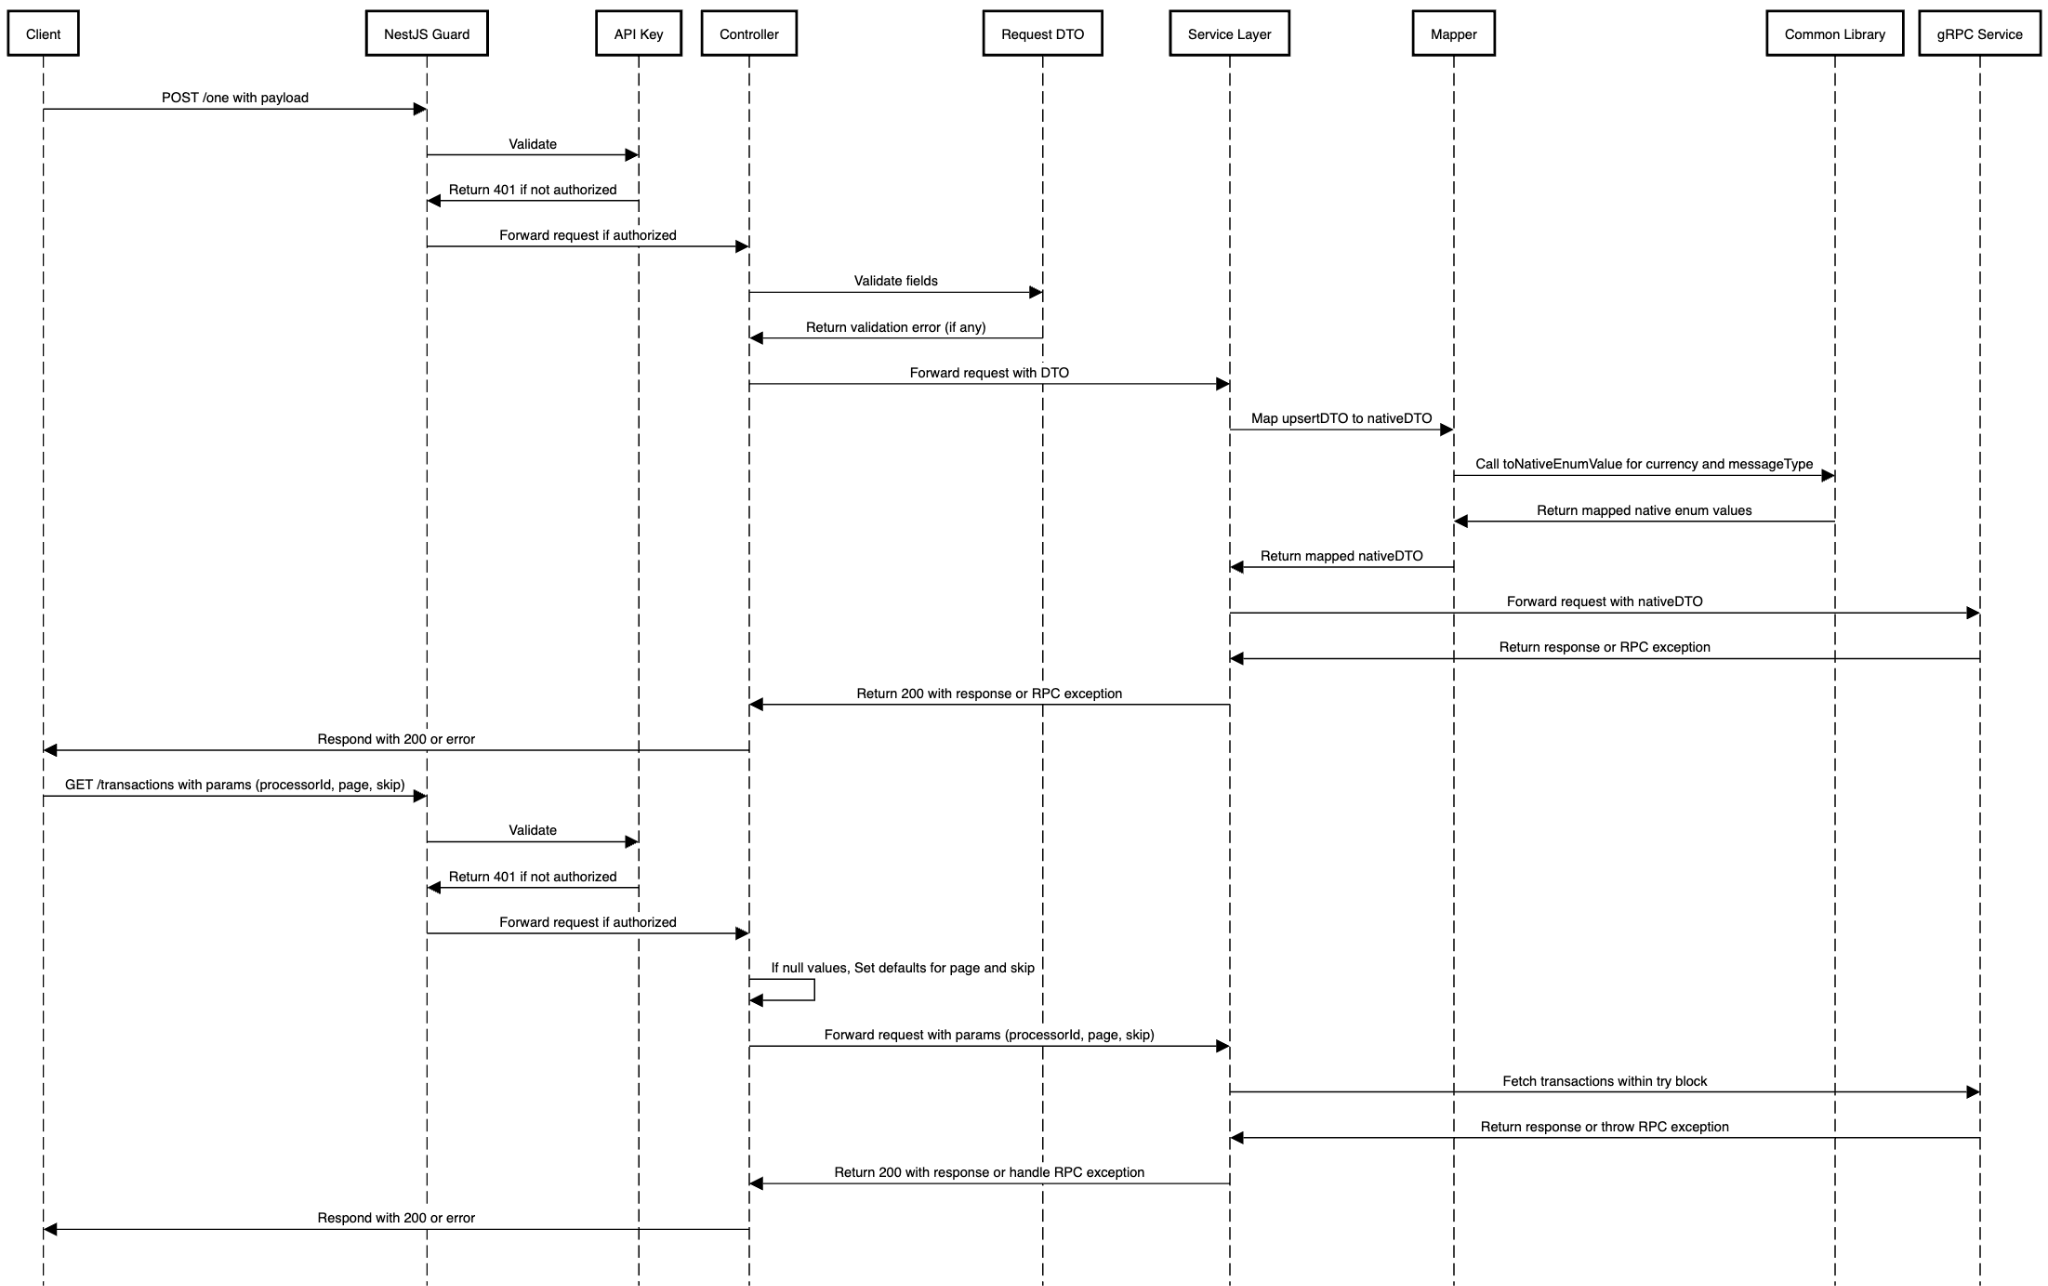 Client
NestJS Guard
API Key
Controller
Request DTO
Service Layer
Mapper
Common Library
gRPC Service
POST /one with payload
Validate
Return 401 if not authorized
Forward request if authorized
Validate fields
Return validation error (if any)
Forward request with DTO
Map upsertDTO to nativeDTO
Call toNativeEnumValue for currency and messageType
Return mapped native enum values
Return mapped nativeDTO
Forward request with nativeDTO
Return response or RPC exception
Return 200 with response or RPC exception
Respond with 200 or error
GET /transactions with params (processorId, page, skip)
Validate
Return 401 if not authorized
Forward request if authorized
If null values, Set defaults for page and skip
Forward request with params (processorId, page, skip)
Fetch transactions within try block
Return response or throw RPC exception
Return 200 with response or handle RPC exception
Respond with 200 or error